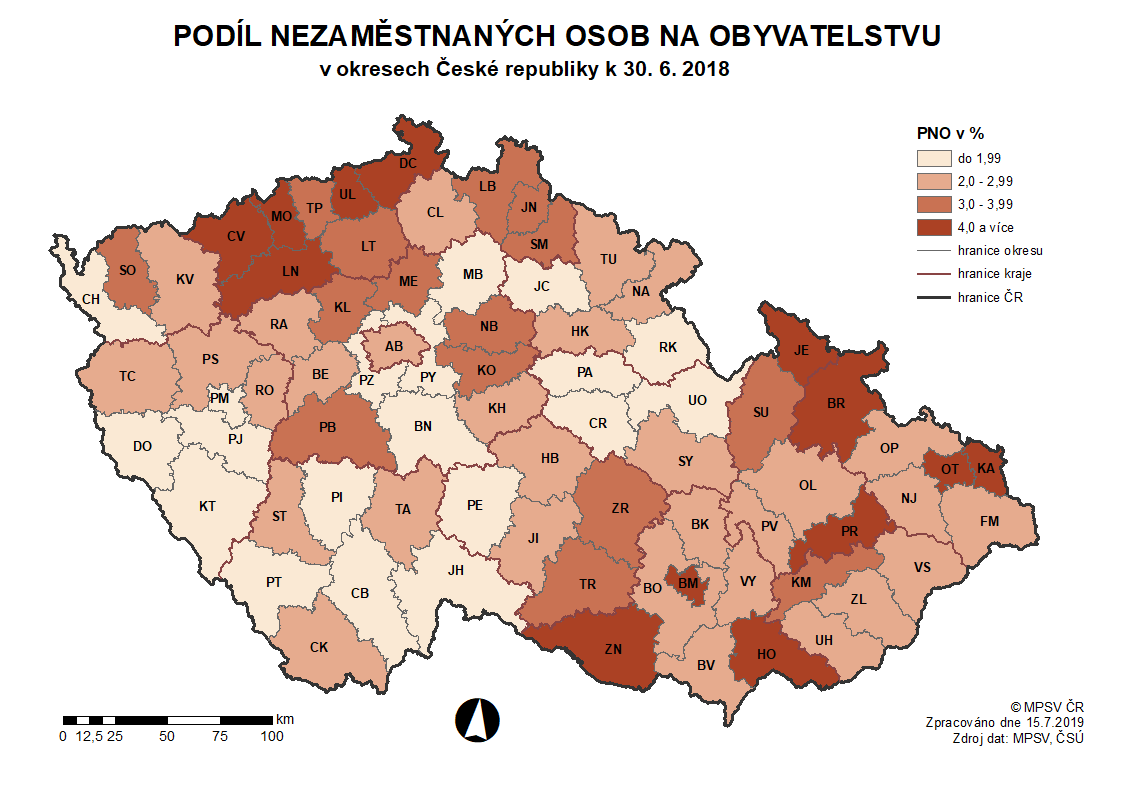 PODÍL NEZAMĚSTNANÝCH OSOB NA OBYVATELSTVU
v okresech České republiky k 30. 6. 2018
PNO v %
do 1,99
2,0 - 2,99
3,0 - 3,99
4,0 a více
hranice okresu
hranice kraje
hranice ČR
DC
UL
LB
TP
MO
JN
CL
CV
LT
SM
TU
SO
LN
MB
KV
ME
JC
NA
CH
KL
RA
NB
HK
AB
RK
JE
PS
KO
PA
TC
BE
PZ
PY
RO
PM
UO
BR
KH
SU
PB
BN
CR
PJ
DO
OP
HB
SY
OT
KA
OL
PI
NJ
KT
PE
TA
ZR
ST
BK
PV
FM
PR
JI
VS
JH
PT
TR
BM
VY
KM
BO
CB
ZL
UH
CK
ZN
HO
BV
km
0 12,5 25 50 75 100
© MPSV ČR
Zpracováno dne 15.7.2019
Zdroj dat: MPSV, ČSÚ